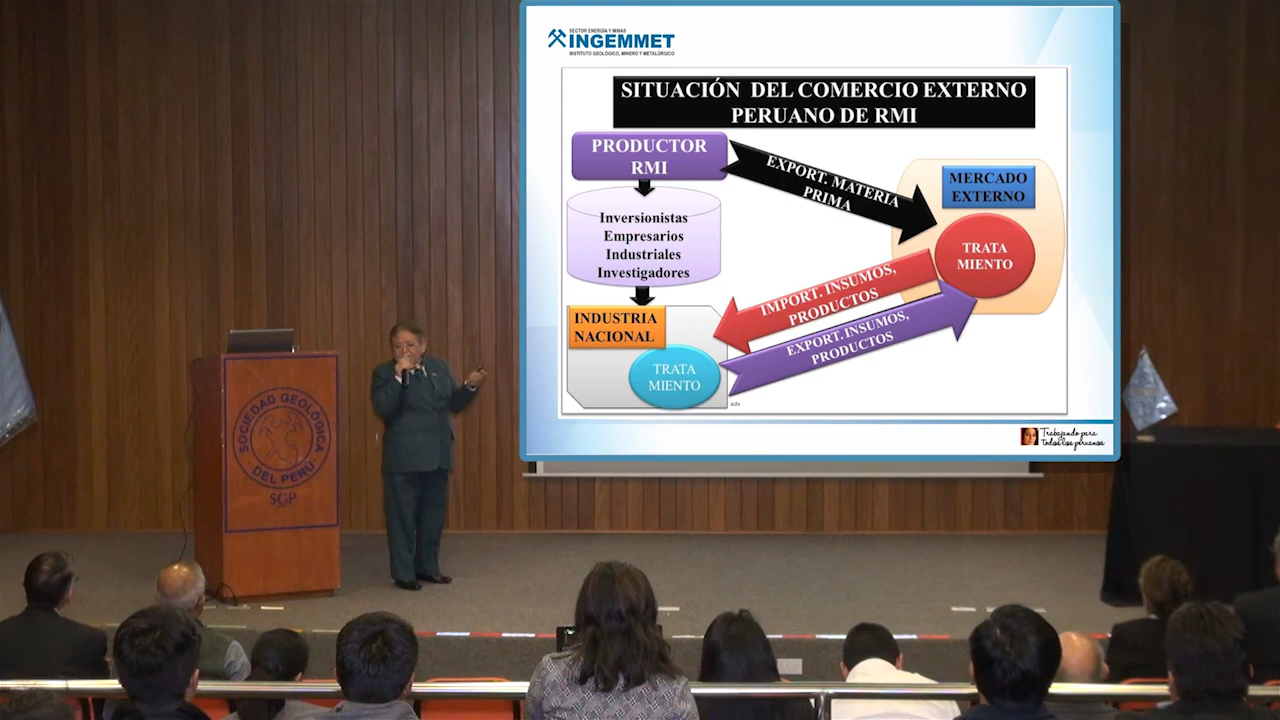 SECTOR ENERGÍA Y MINAS
INGEMMET
INSTITUTO GEOLÓGICO, MINERO Y METALÚRGICO
SITUACIÓN DEL COMERCIO EXTERNO
PERUANO DE RMI
PRODUCTOR
RMI
EXPORT. MATERIA
PRIMA
MERCADO
EXTERNO
Inversionistas
Empresarios
Industriales
Investigadores
TRATA
MIENTO
IMPORT. INSUMOS,
PRODUCTOS
INDUSTRIA
NACIONAL
EXPORT. INSUMOS,
PRODUCTOS
TRATA
MIENTO
adv
Trabajando para
todos los peruanos
SOCIEDAD GEOLÓGICA
DEL PERU
SGP